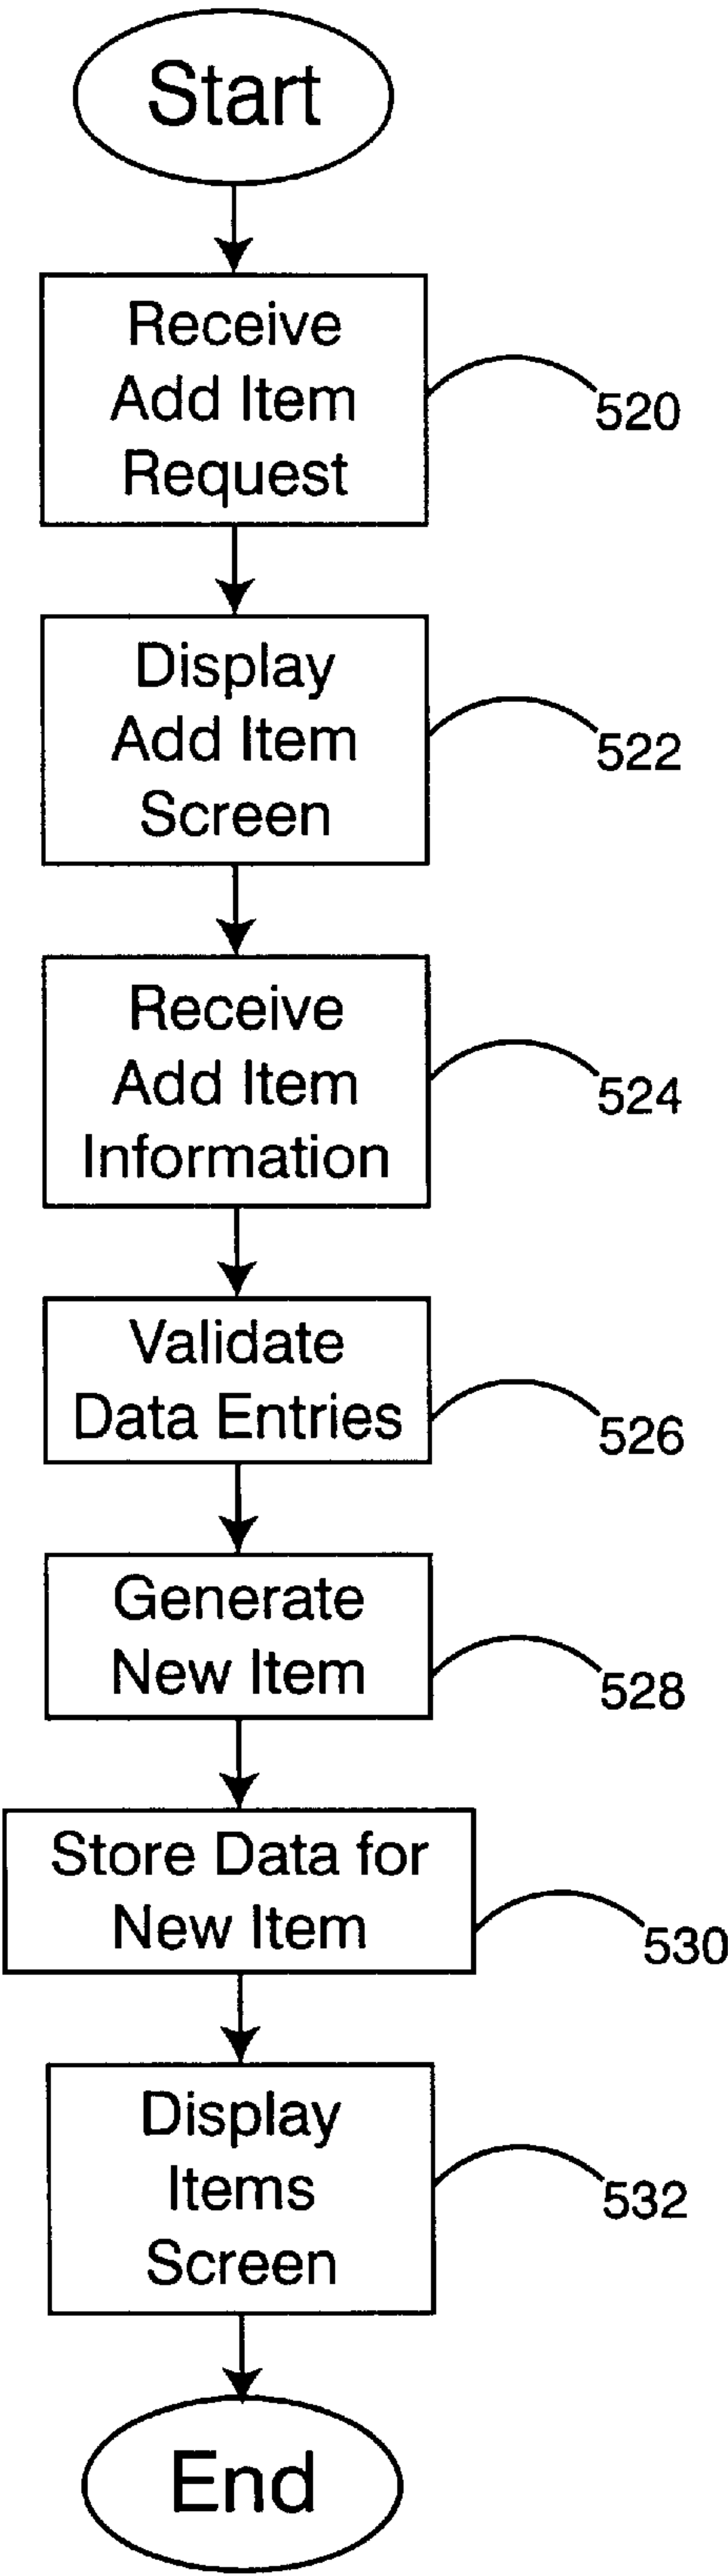 Start
Receive
Add Item
Request
520
Display
Add Item
Screen
522
Receive
Add Item
Information
524
Validate
Data Entries
526
Generate
New Item
528
Store Data for
New Item
530
Display
Items
Screen
532
End